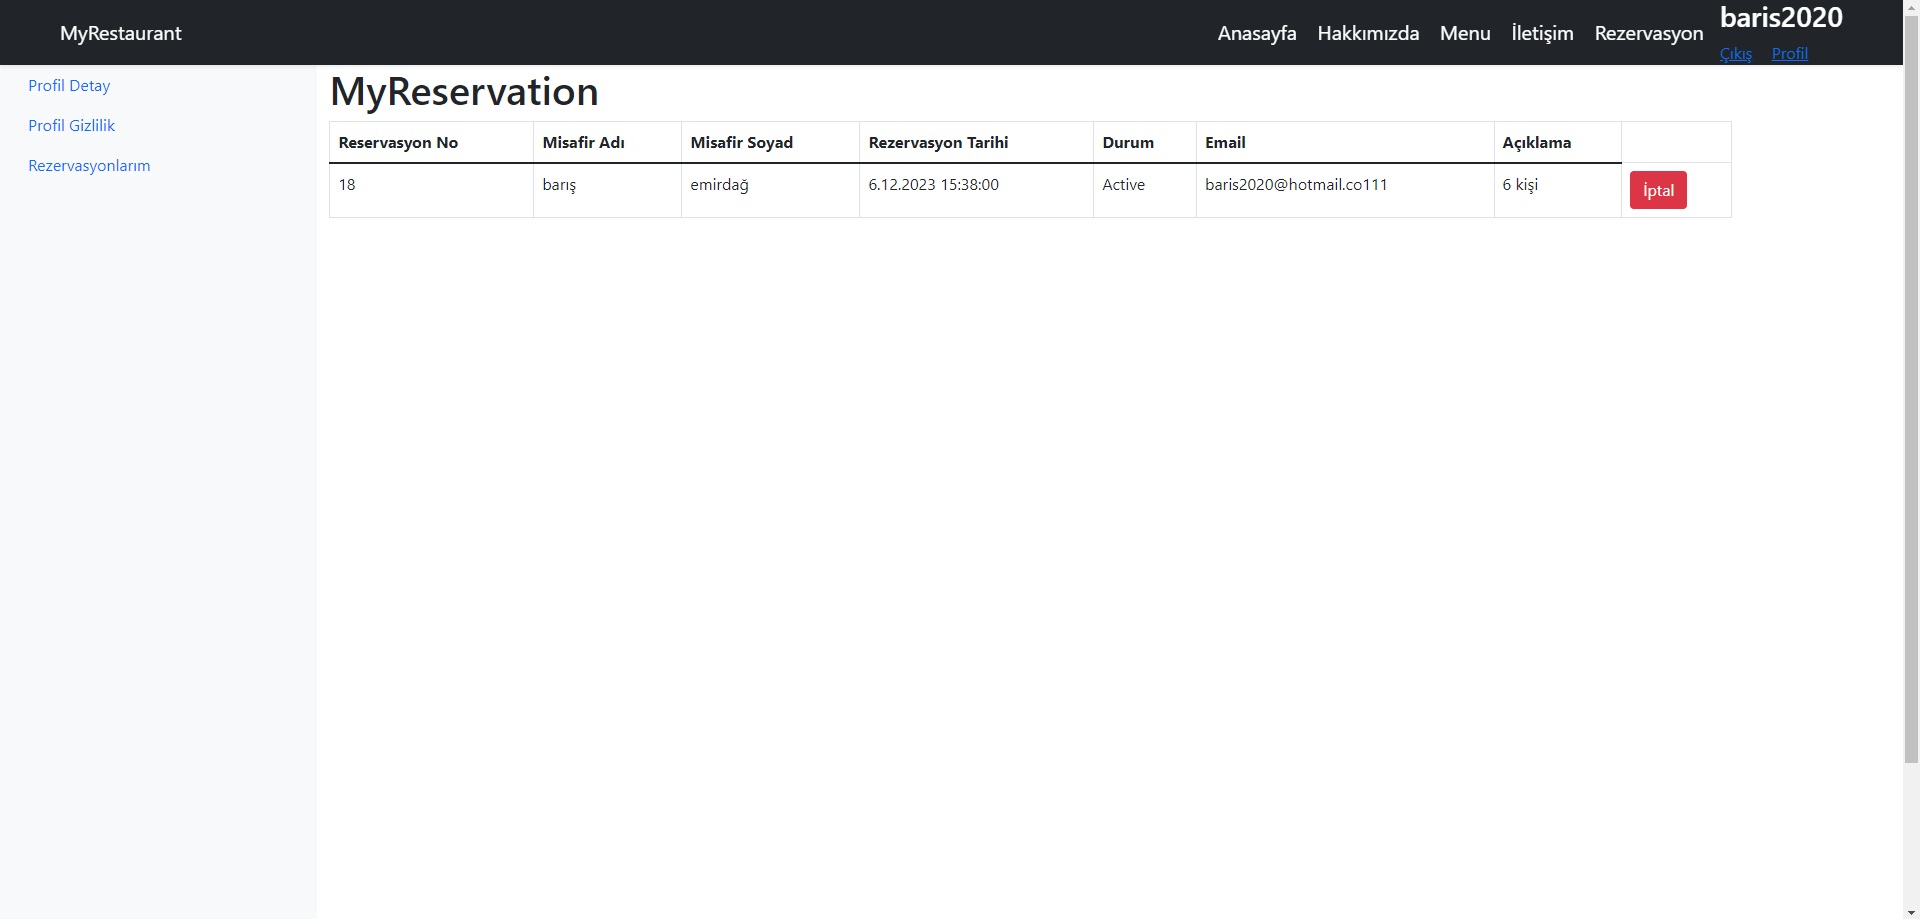 MyRestaurant Anasayfa Hakkımızda Menu İletişim Rezervasyon baris2020
Çıkış Profil
Profil Detay
Profil Gizlilik
Rezervasyonlarım
MyReservation
Reservasyon No Misafir Adı Misafir Soyad Rezervasyon Tarihi Durum Email Açıklama
18 barış emirdağ 6.12.2023 15:38:00 Active baris2020@hotmail.co111 6 kişi İptal